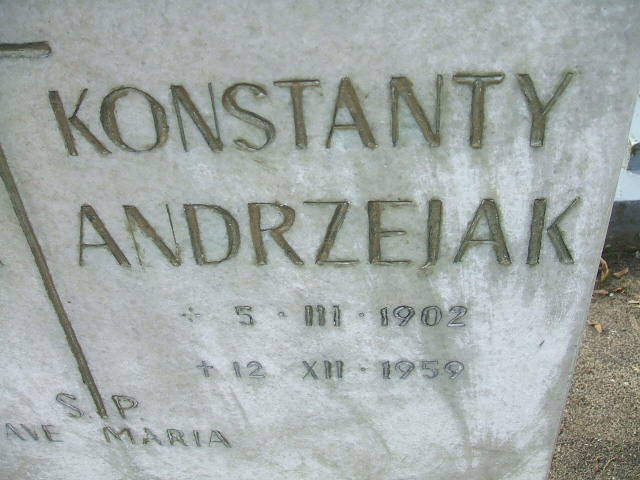 KONSTANTY
ANDRZEJAK
+ 5 · III · 1902
† 12 XII · 1959
S. P.
AVE MARIA